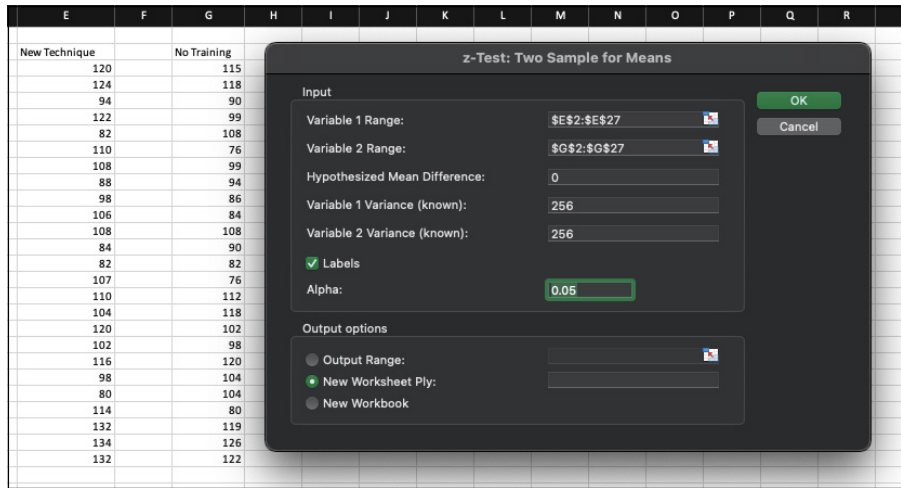 E F G H I J K L M N O P Q R
New Technique No Training
z-Test: Two Sample for Means
120 115
124 118
94 90
122 99
82 108
110 76
108 99
88 94
98 86
106 84
108 108
84 90
82 82
107 76
110 112
104 118
120 102
102 98
116 120
98 104
80 104
114 80
132 119
134 126
132 122
Input
Variable 1 Range: $E$2:$E$27
Variable 2 Range: $G$2:$G$27
Hypothesized Mean Difference: 0
Variable 1 Variance (known): 256
Variable 2 Variance (known): 256
Labels
Alpha: 0.05
Output options
Output Range:
New Worksheet Ply:
New Workbook
OK
Cancel